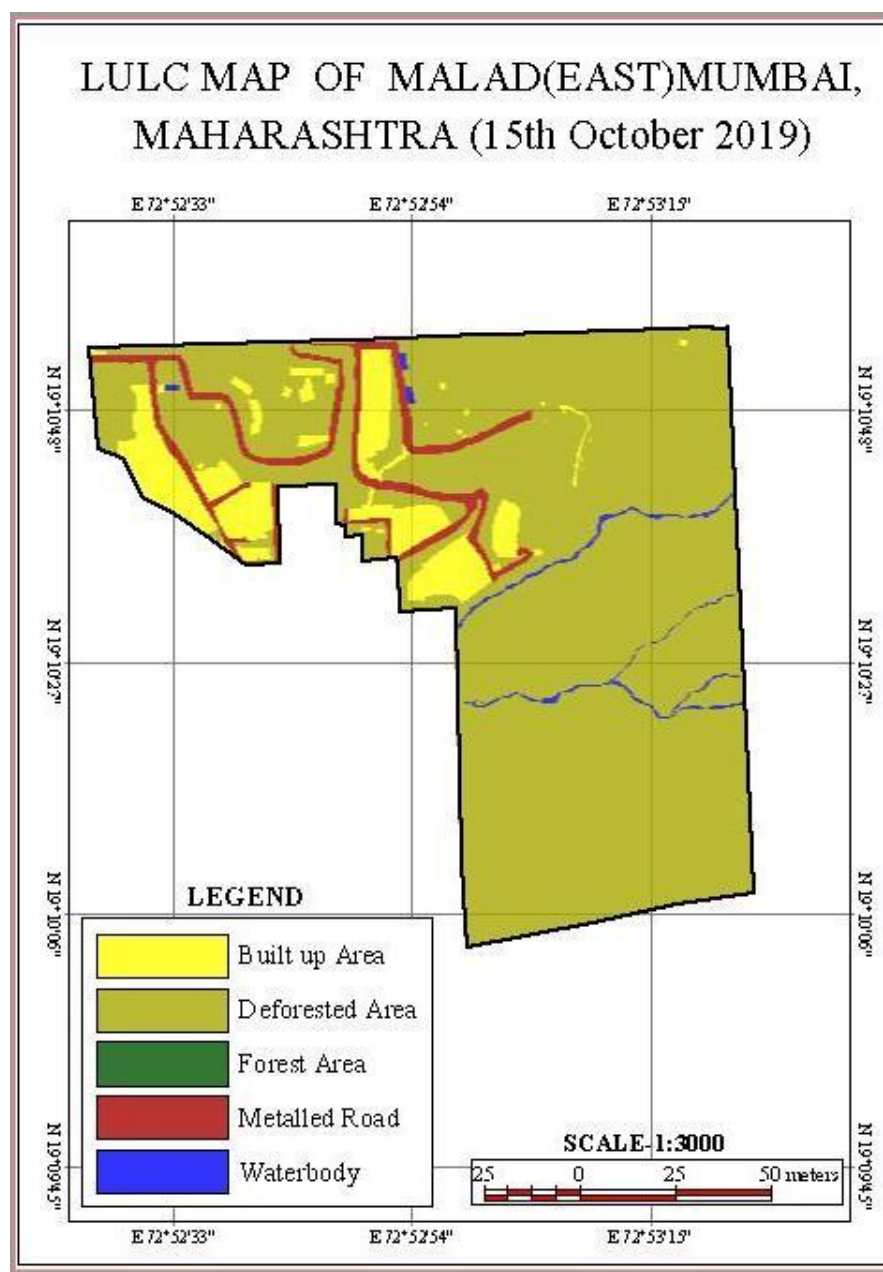 LULC MAP OF MALAD(EAST)MUMBAI,
MAHARASHTRA (15th October 2019)
E 72°52'33" E 72°52'54" E 73°53'15"
N 19°10'48" N 19°10'48"
N 19°10'27" N 19°10'27"
N 19°10'06" N 19°10'06"
LEGEND
Built up Area
Deforested Area
Forest Area
Metalled Road
Waterbody
N 19°09'45" N 19°09'45"
SCALE-1:3000
25 0 25 50 meters
E 72°52'33" E 72°52'54" E 72°53'15"